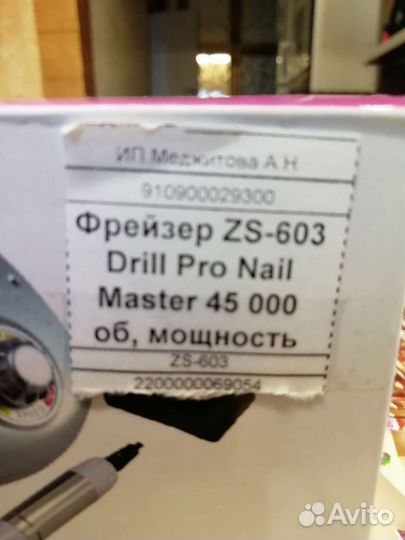 ИП Меджитова А.Н
910900029300
Фрейзер ZS-603
Drill Pro Nail
Master 45 000
об, мощность
ZS-603
2200000069054
Avito